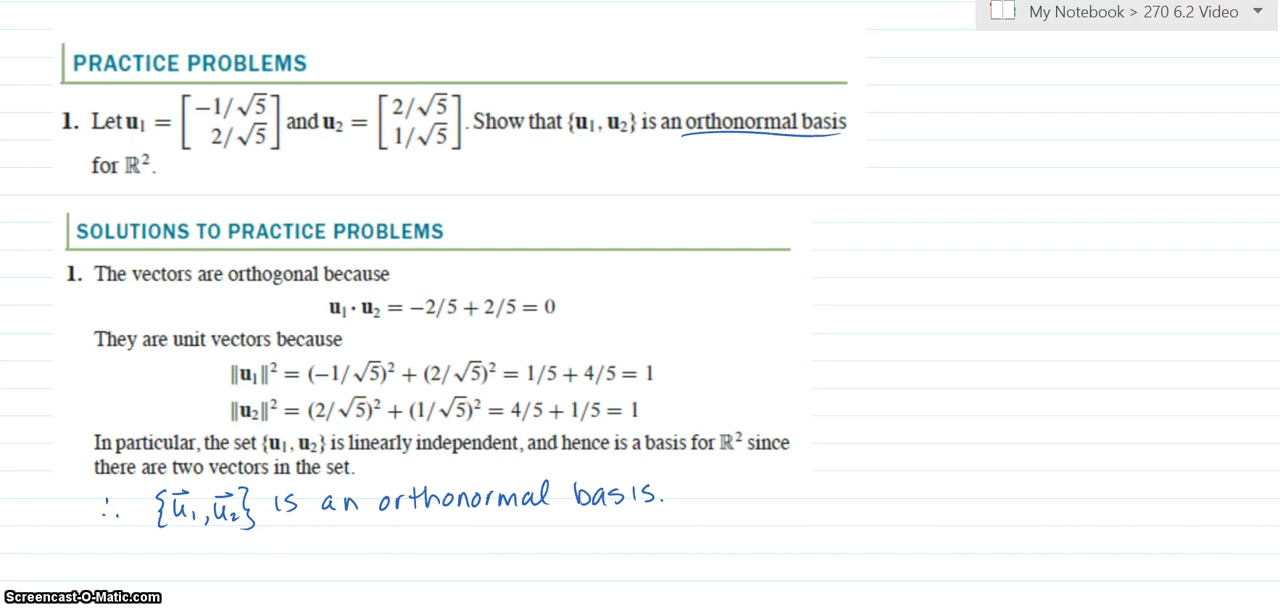 My Notebook > 270 6.2 Video
PRACTICE PROBLEMS
1. Let u₁ = [−1/√5 2/√5] and u₂ = [2/√5 1/√5]. Show that {u₁, u₂} is an orthonormal basis
for ℝ².
SOLUTIONS TO PRACTICE PROBLEMS
1. The vectors are orthogonal because
u₁ · u₂ = −2/5 + 2/5 = 0
They are unit vectors because
‖u₁‖² = (−1/√5)² + (2/√5)² = 1/5 + 4/5 = 1
‖u₂‖² = (2/√5)² + (1/√5)² = 4/5 + 1/5 = 1
In particular, the set {u₁, u₂} is linearly independent, and hence is a basis for ℝ² since
there are two vectors in the set.
∴ {u⃗₁, u⃗₂} is an orthonormal basis.
Screencast-O-Matic.com